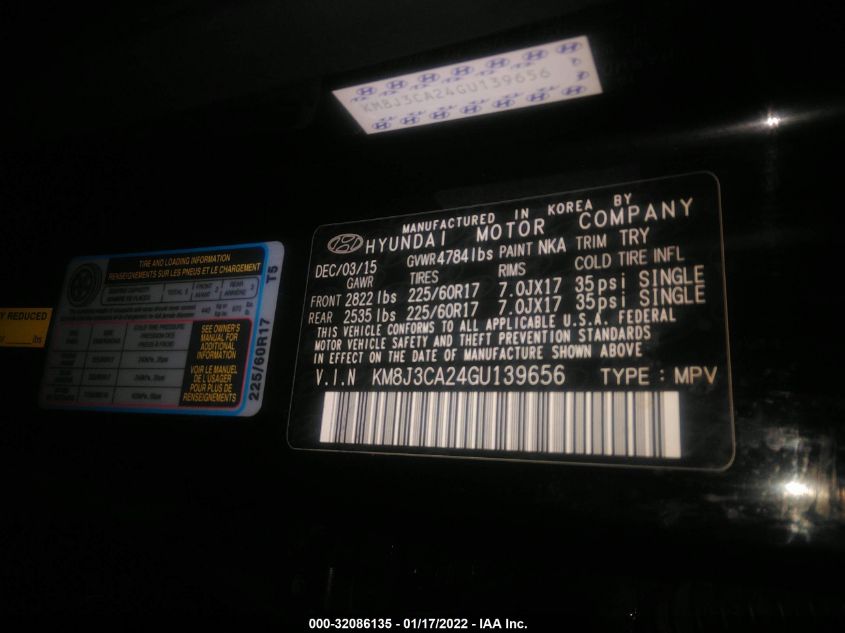 KM8J3CA24GU139656
MANUFACTURED IN KOREA BY
HYUNDAI MOTOR COMPANY
DEC/03/15 GVWR4784lbs PAINT NKA TRIM TRY
GAWR TIRES RIMS COLD TIRE INFL
FRONT 2822 lbs 225/60R17 7.0JX17 35psi SINGLE
REAR 2535 lbs 225/60R17 7.0JX17 35psi SINGLE
THIS VEHICLE CONFORMS TO ALL APPLICABLE U.S.A. FEDERAL
MOTOR VEHICLE SAFETY AND THEFT PREVENTION STANDARDS
IN EFFECT ON THE DATE OF MANUFACTURE SHOWN ABOVE
V.I.N KM8J3CA24GU139656 TYPE : MPV
TIRE AND LOADING INFORMATION
RENSEIGNEMENTS SUR LES PNEUS ET LE CHARGEMENT
SEE OWNER'S
MANUAL FOR
ADDITIONAL
INFORMATION
VOIR LE MANUEL
DE L'USAGER
POUR PLUS DE
RENSEIGNEMENTS
225/60R17 T5
Y REDUCED
lbs
000-32086135 - 01/17/2022 - IAA Inc.